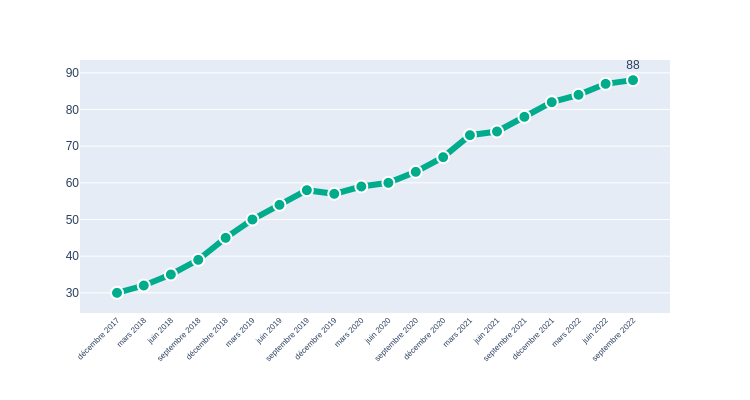 88
90
80
70
60
50
40
30
décembre 2017
mars 2018
juin 2018
septembre 2018
décembre 2018
mars 2019
juin 2019
septembre 2019
décembre 2019
mars 2020
juin 2020
septembre 2020
décembre 2020
mars 2021
juin 2021
septembre 2021
décembre 2021
mars 2022
juin 2022
septembre 2022